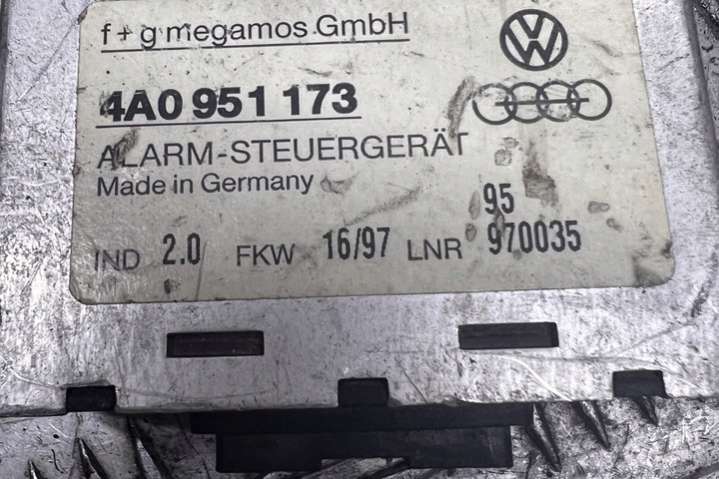 f+g megamos GmbH
4A0 951 173
ALARM-STEUERGERÄT
Made in Germany
95
IND 2.0 FKW 16/97 LNR 970035